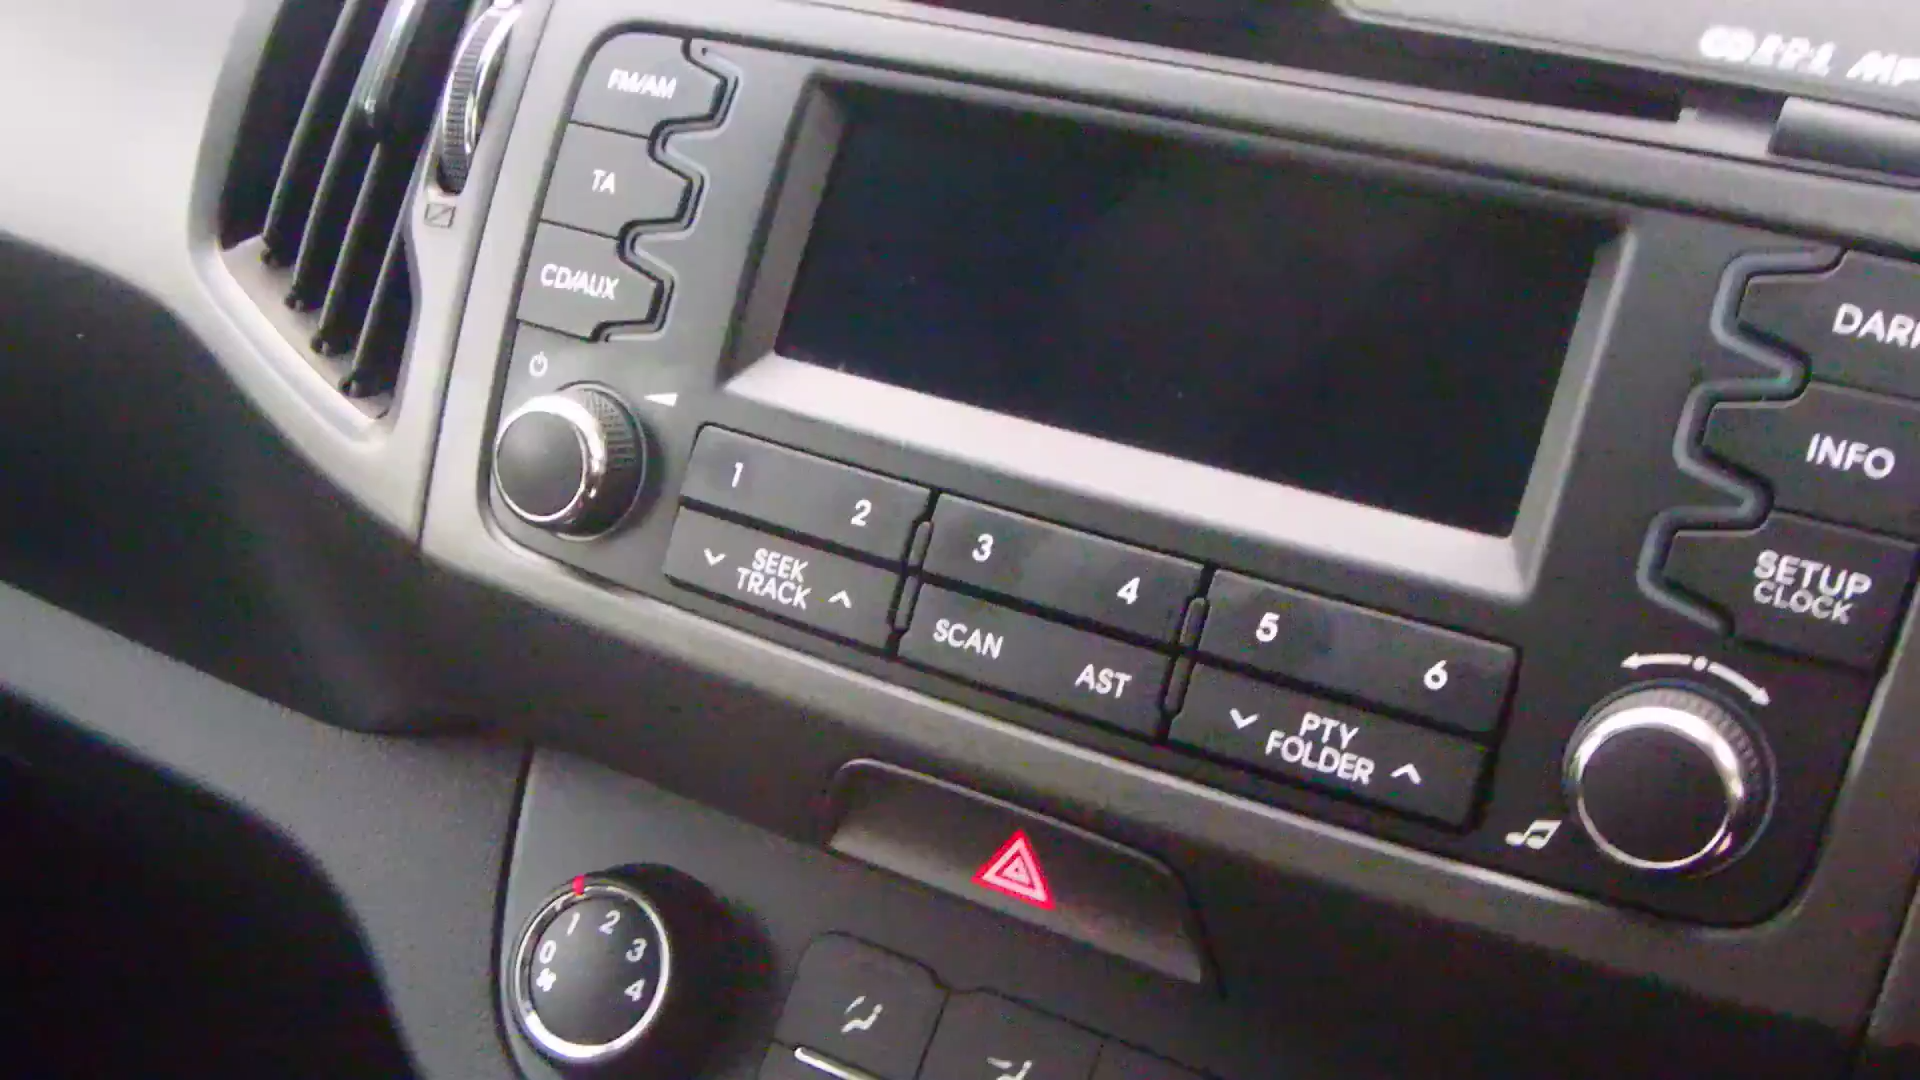 FM/AM
TA
CD/AUX
1
2
3
4
5
6
SEEK
TRACK
SCAN
AST
PTY
FOLDER
INFO
SETUP
CLOCK
0 1 2 3 4